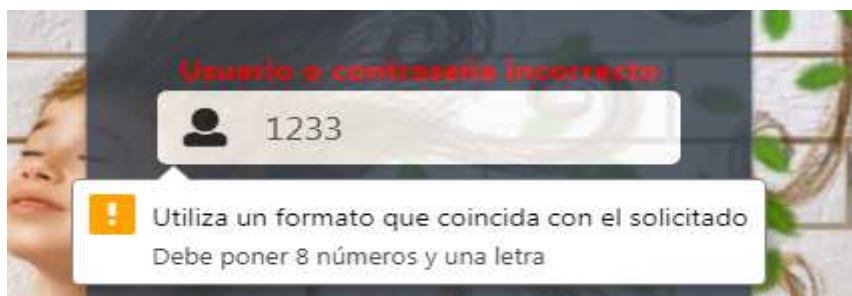 Usuario o contraseña incorrecto
1233
Utiliza un formato que coincida con el solicitado
Debe poner 8 números y una letra